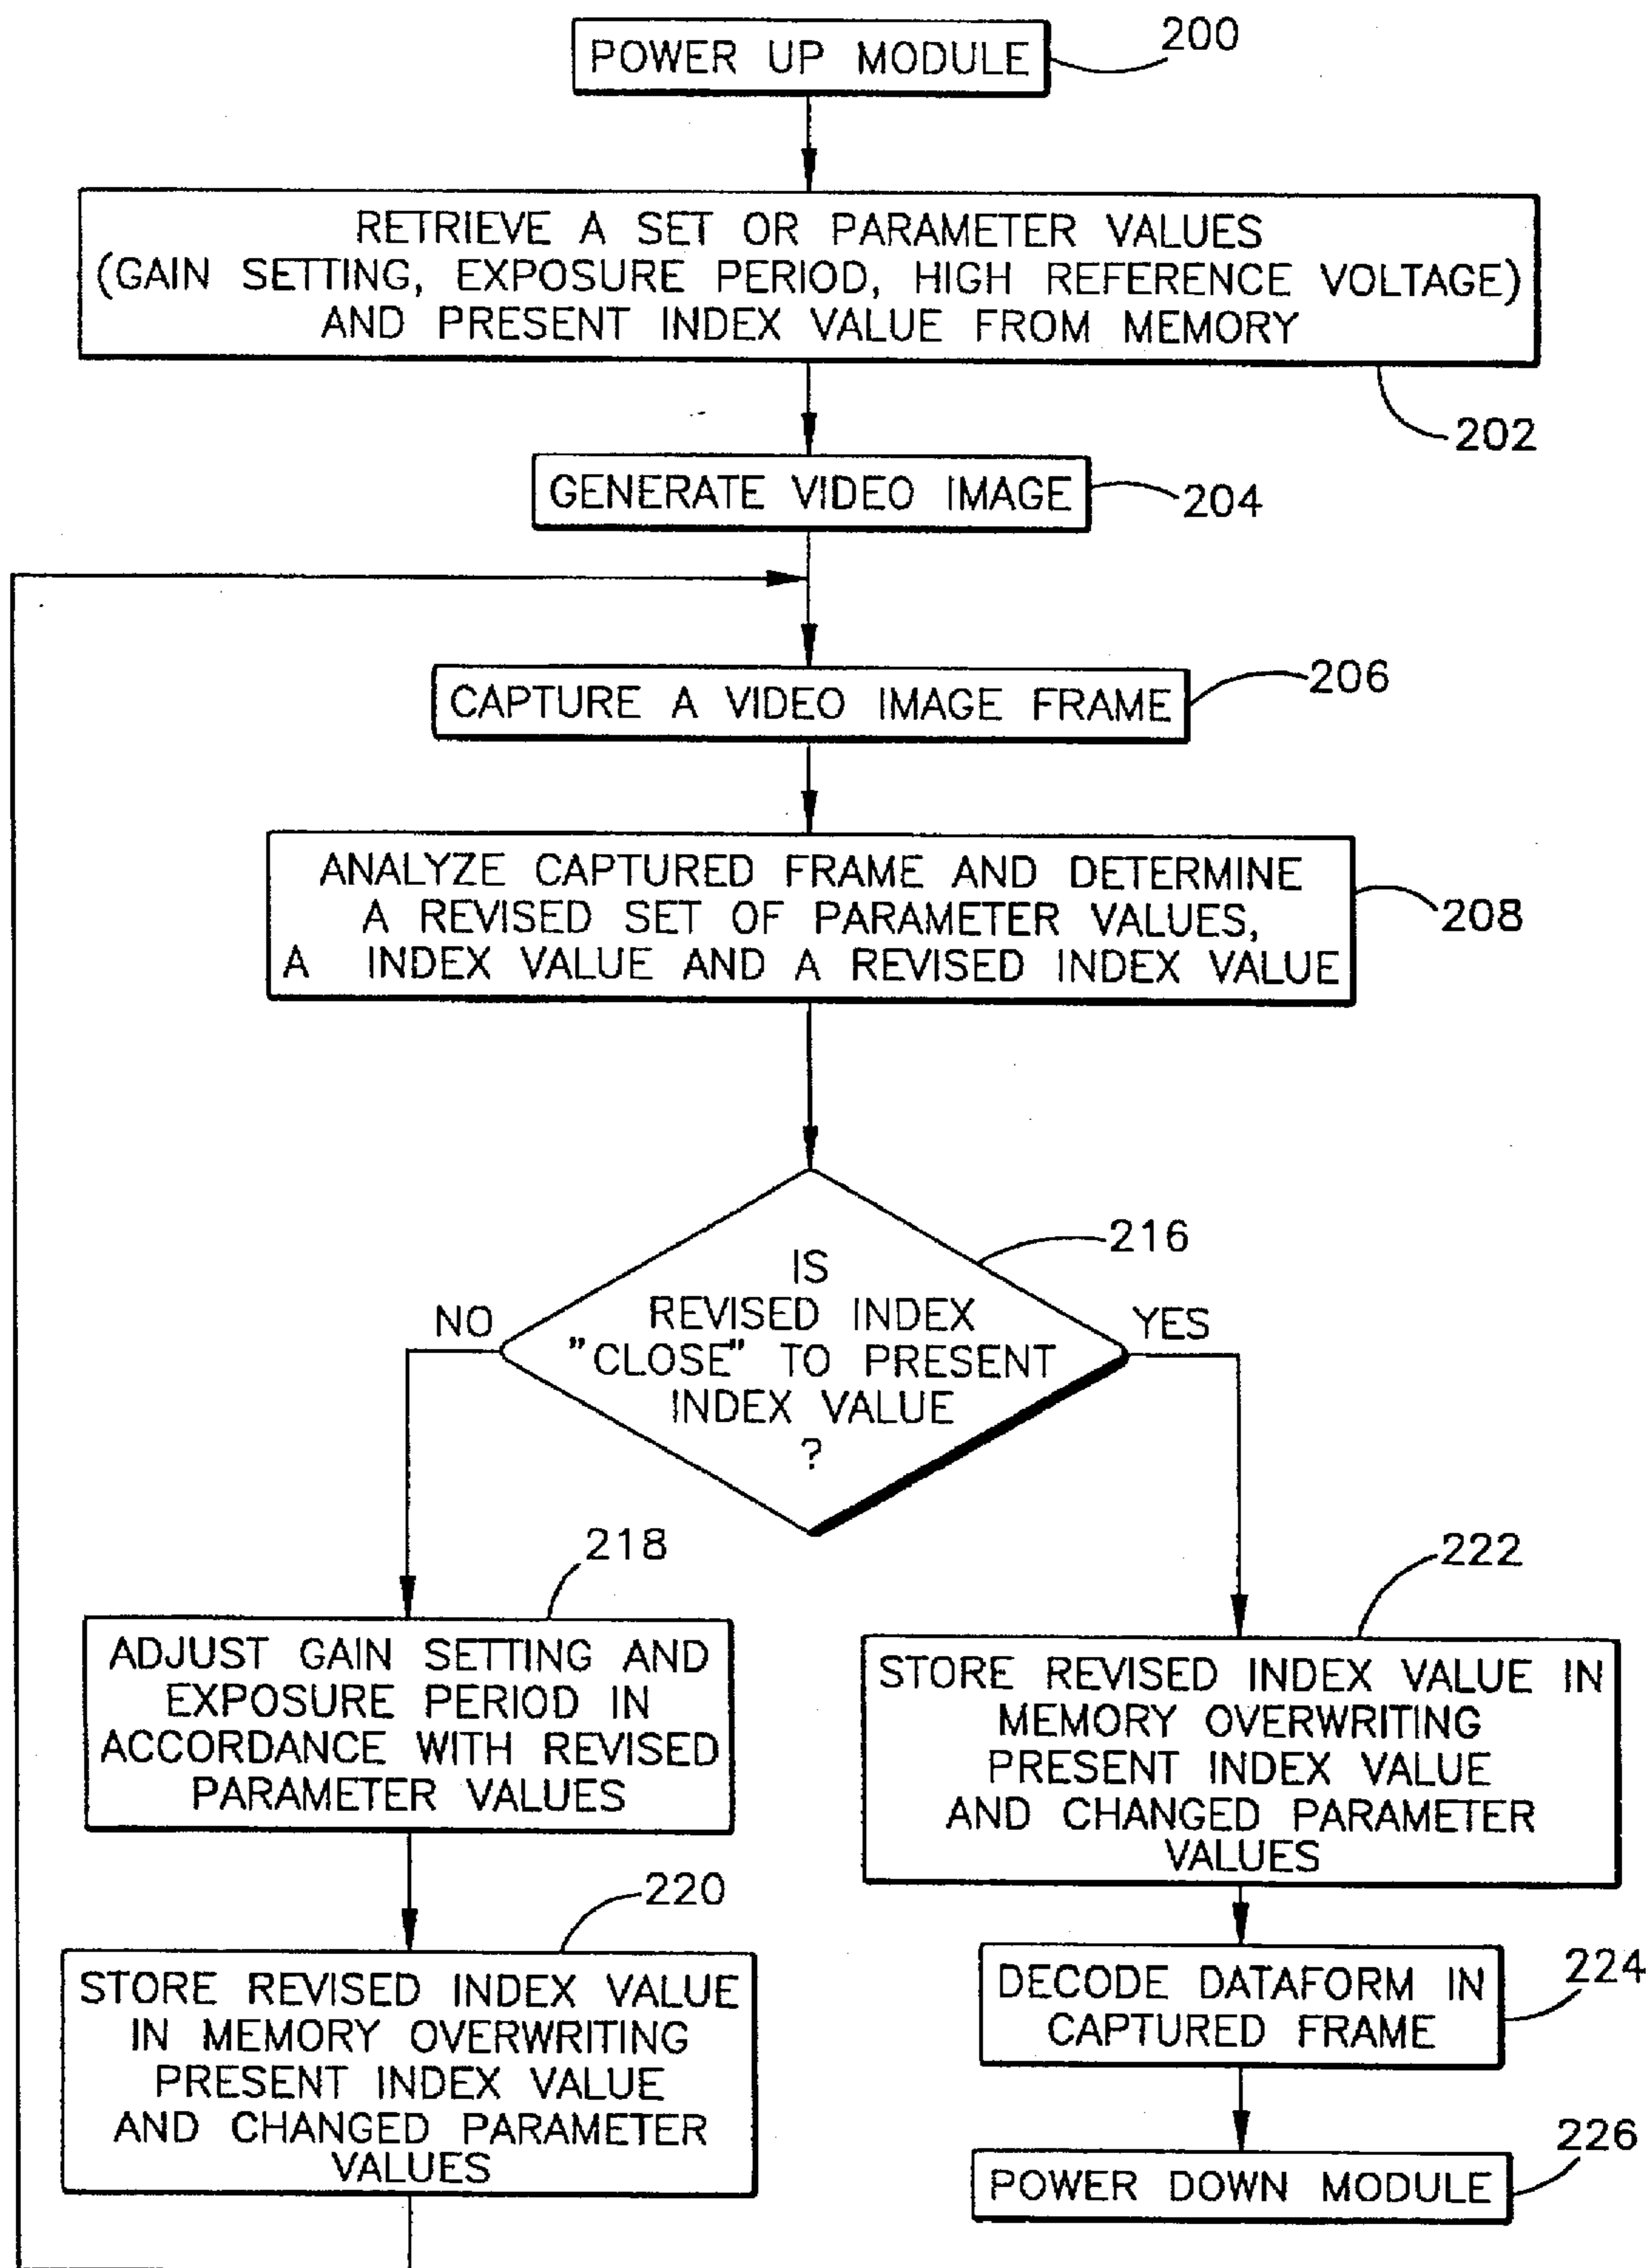 POWER UP MODULE
200
RETRIEVE A SET OR PARAMETER VALUES
(GAIN SETTING, EXPOSURE PERIOD, HIGH REFERENCE VOLTAGE)
AND PRESENT INDEX VALUE FROM MEMORY
202
GENERATE VIDEO IMAGE
204
CAPTURE A VIDEO IMAGE FRAME
206
ANALYZE CAPTURED FRAME AND DETERMINE
A REVISED SET OF PARAMETER VALUES,
A INDEX VALUE AND A REVISED INDEX VALUE
208
IS
REVISED INDEX
"CLOSE" TO PRESENT
INDEX VALUE
?
216
NO
YES
218
ADJUST GAIN SETTING AND
EXPOSURE PERIOD IN
ACCORDANCE WITH REVISED
PARAMETER VALUES
220
STORE REVISED INDEX VALUE
IN MEMORY OVERWRITING
PRESENT INDEX VALUE
AND CHANGED PARAMETER
VALUES
222
STORE REVISED INDEX VALUE IN
MEMORY OVERWRITING
PRESENT INDEX VALUE
AND CHANGED PARAMETER
VALUES
DECODE DATAFORM IN
CAPTURED FRAME
224
POWER DOWN MODULE
226